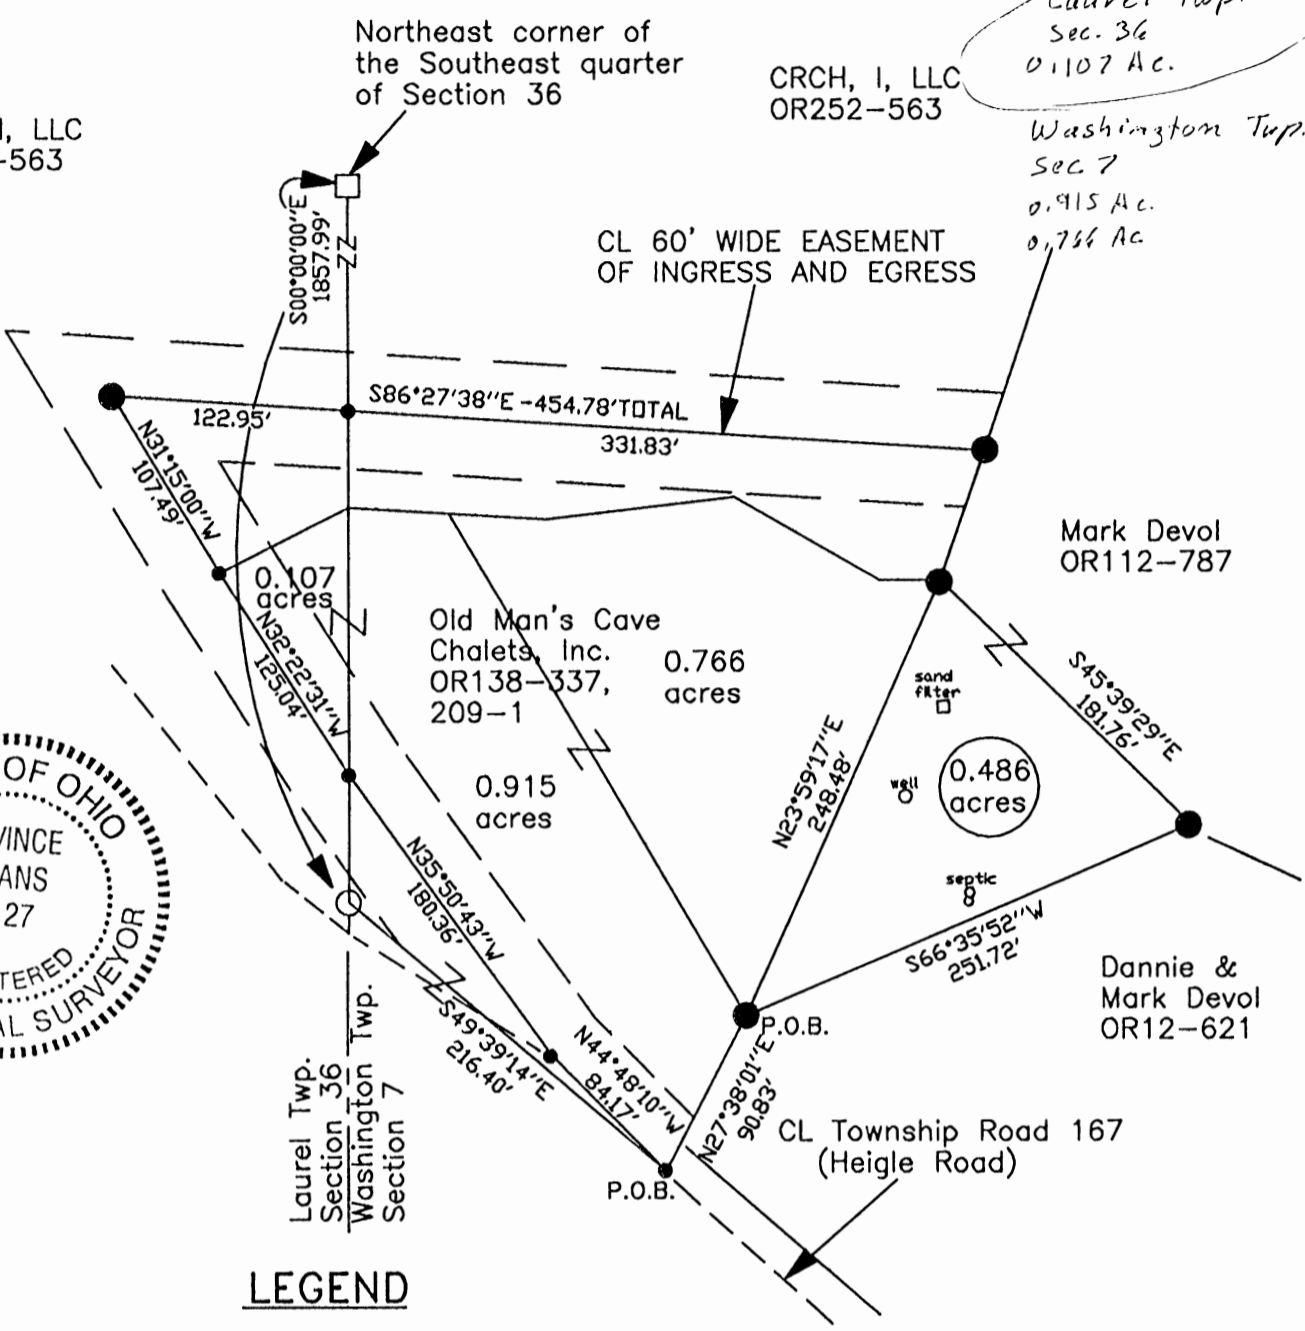 Northeast corner of
the Southeast quarter
of Section 36
CRCH, I, LLC
OR252-563
Laurel Twp.
Sec. 36
0.107 Ac.
Washington Twp.
Sec. 7
0.915 Ac.
0.766 Ac
I, LLC
-563
S00°00'00"E
1857.99'
CL 60' WIDE EASEMENT
OF INGRESS AND EGRESS
S86°27'38"E-454.78'TOTAL
122.95'
331.83'
N31°15'00"W
107.49'
Mark Devol
OR112-787
0.107
acres
N32°22'31"W
125.04'
Old Man's Cave
Chalets, Inc.
OR138-337,
209-1
0.766
acres
sand
filter
S45°39'29"E
181.76'
N23°59'17"E
248.48'
well
0.486
acres
0.915
acres
OF OHIO
VINCE
ANS
27
TERED
AL SURVEYOR
N35°50'43"W
180.36'
septic
S66°35'52"W
251.72'
Dannie &
Mark Devol
OR12-621
P.O.B.
S49°39'14"E
216.40'
N44°48'10"W
84.17'
N27°38'01"E
90.83'
CL Township Road 167
(Heigle Road)
P.O.B.
Laurel Twp.
Section 36
Washington Twp.
Section 7
LEGEND